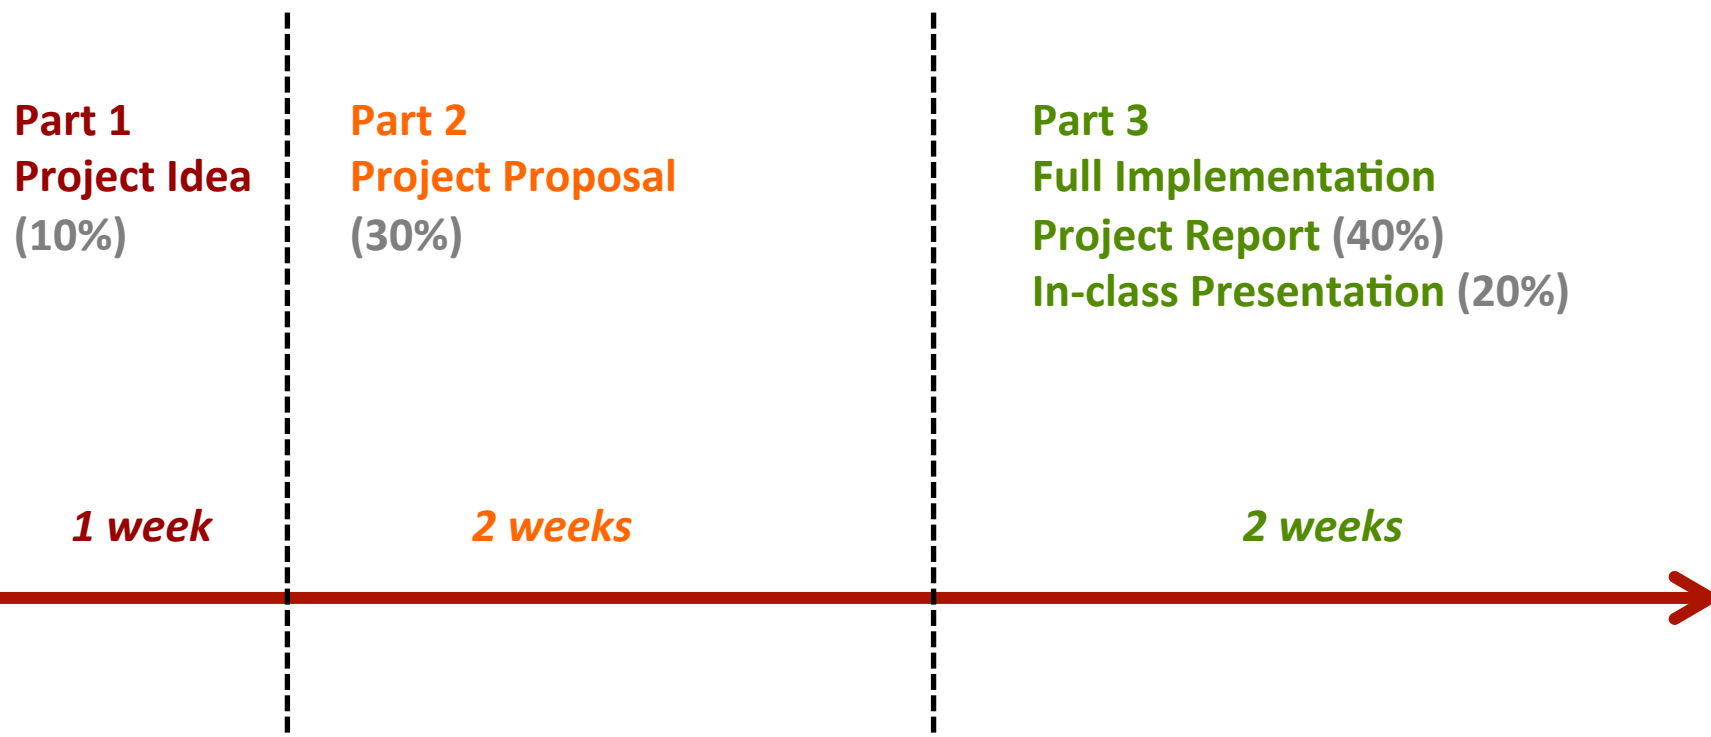 Part 1
Project Idea
(10%)
1 week
Part 2
Project Proposal
(30%)
2 weeks
Part 3
Full Implementation
Project Report (40%)
In-class Presentation (20%)
2 weeks